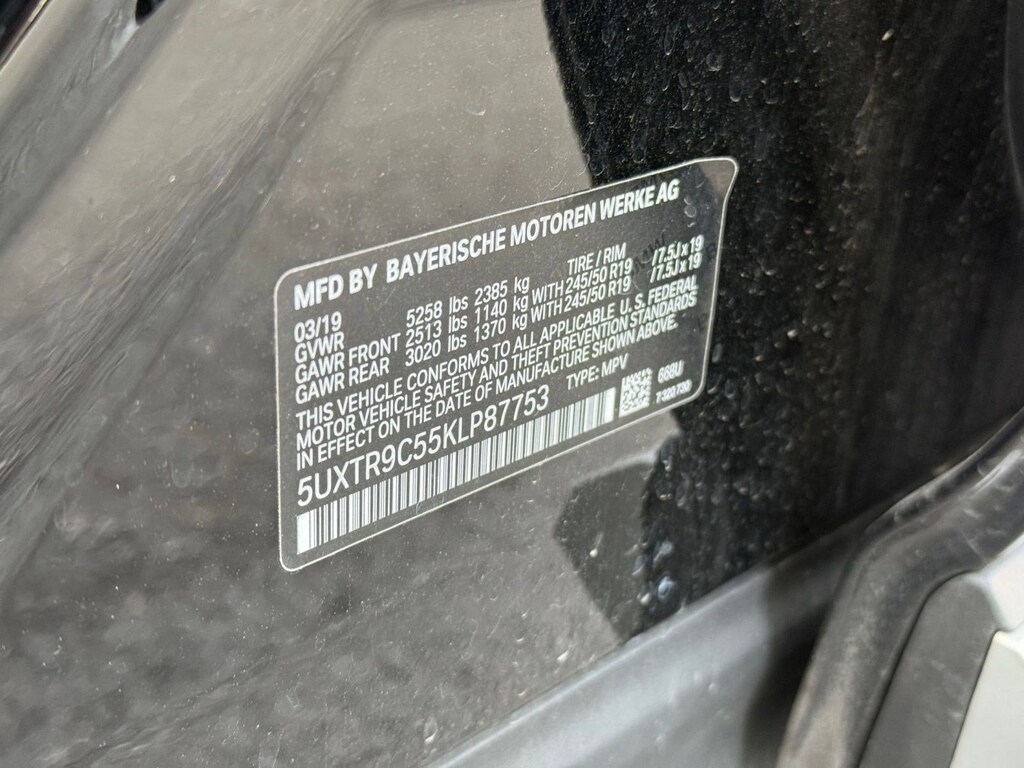 MFD BY BAYERISCHE MOTOREN WERKE AG
03/19 TIRE / RIM
GVWR 5258 lbs 2385 kg
GAWR FRONT 2513 lbs 1140 kg WITH 245/50 R19 /7.5J x 19
GAWR REAR 3020 lbs 1370 kg WITH 245/50 R19 /7.5J x 19
THIS VEHICLE CONFORMS TO ALL APPLICABLE U.S. FEDERAL
MOTOR VEHICLE SAFETY AND THEFT PREVENTION STANDARDS
IN EFFECT ON THE DATE OF MANUFACTURE SHOWN ABOVE.
5UXTR9C55KLP87753 TYPE: MPV 668U
7320730